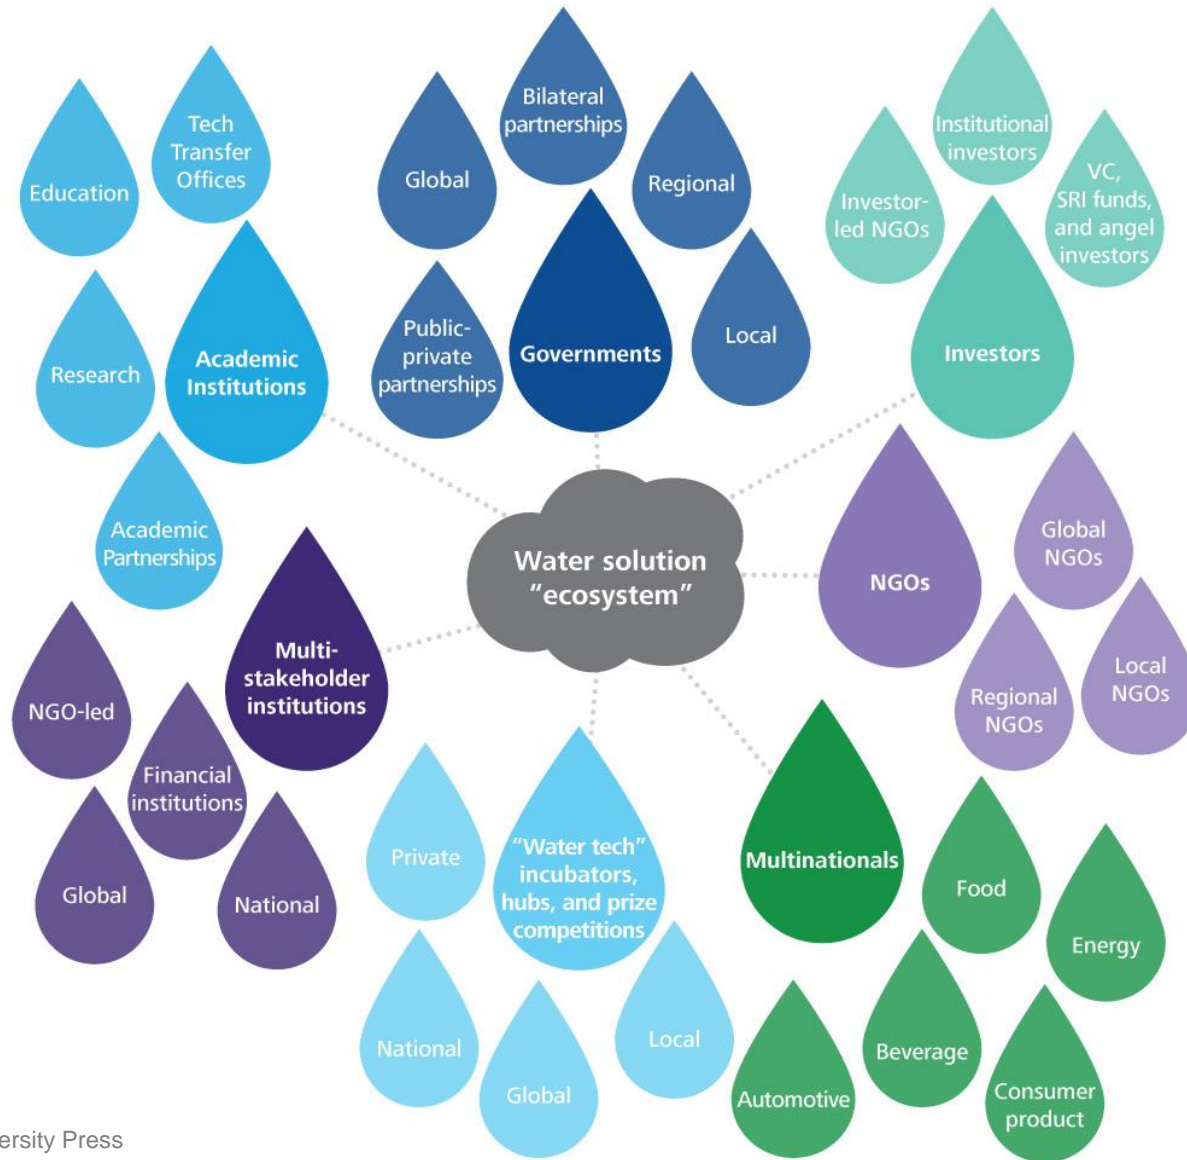 Tech
Transfer
Offices
Education
Research
Academic
Institutions
Academic
Partnerships
Bilateral
partnerships
Global
Regional
Public-
private
partnerships
Governments
Local
Institutional
investors
Investor-
led NGOs
VC,
SRI funds,
and angel
investors
Investors
Water solution
“ecosystem”
NGOs
Global
NGOs
Local
NGOs
Regional
NGOs
Multi-
stakeholder
institutions
NGO-led
Financial
institutions
Global
National
“Water tech”
incubators,
hubs, and prize
competitions
Private
National
Global
Local
Multinationals
Food
Energy
Beverage
Automotive
Consumer
product
ersity Press